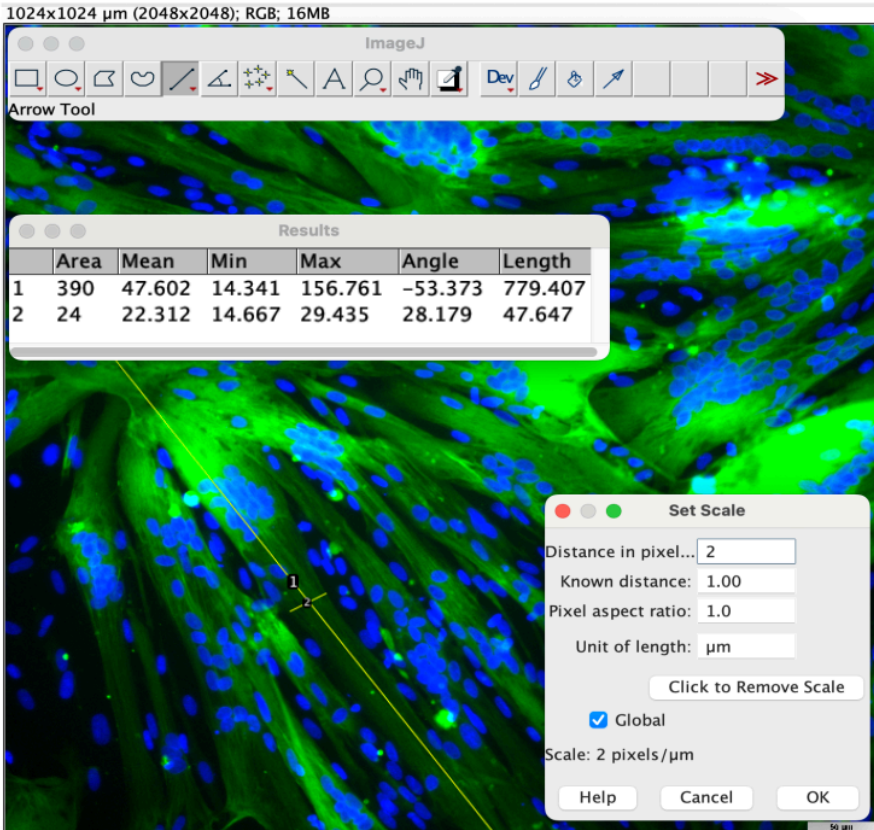 1024x1024 µm (2048x2048); RGB; 16MB
ImageJ
A Dev
Arrow Tool
Results
Area Mean Min Max Angle Length
1 390 47.602 14.341 156.761 −53.373 779.407
2 24 22.312 14.667 29.435 28.179 47.647
1
2
Set Scale
Distance in pixel... 2
Known distance: 1.00
Pixel aspect ratio: 1.0
Unit of length: µm
Click to Remove Scale
Global
Scale: 2 pixels/µm
Help Cancel OK
50 µm